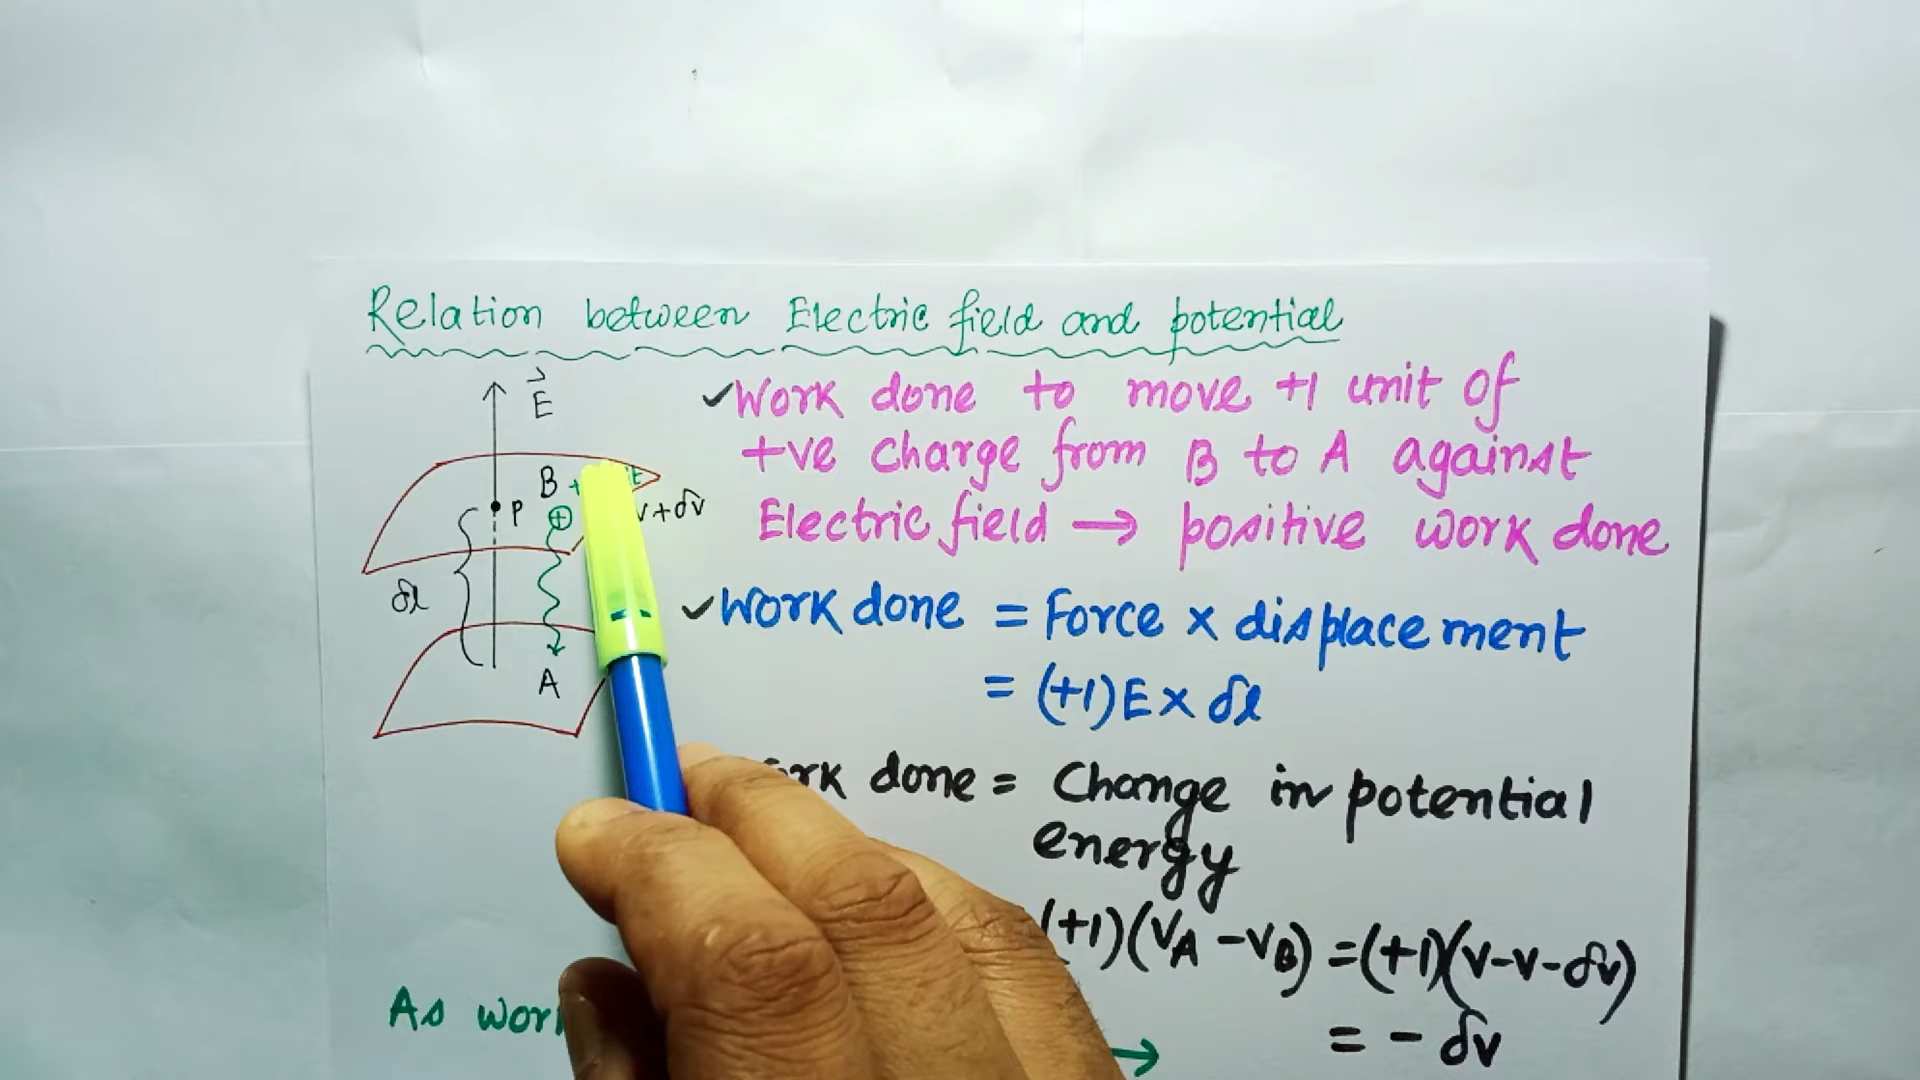 Relation between Electric field and potential
E
B
P
v+δv
δl
A
✓Work done to move +1 unit of
+ve charge from B to A against
Electric field → positive work done
✓Work done = Force × displacement
= (+1)E × δl
done = Change in potential
energy
(+1)(VA - VB) = (+1)(v-v-δv)
= - δv
As
→